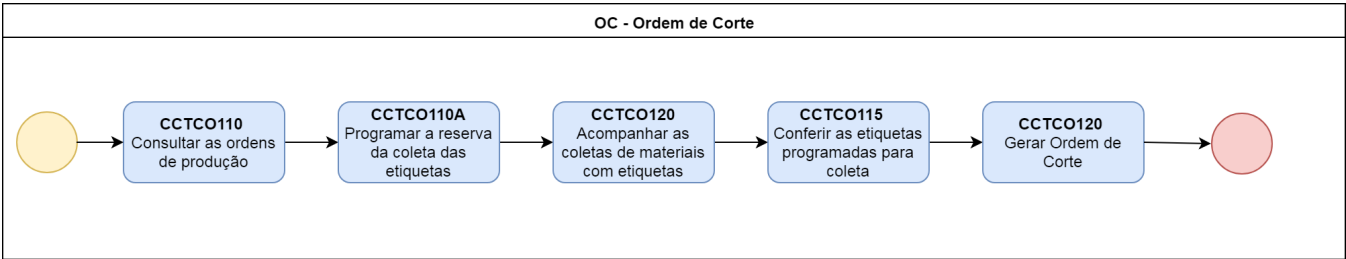 OC - Ordem de Corte
CCTCO110
Consultar as ordens
de produção
CCTCO110A
Programar a reserva
da coleta das
etiquetas
CCTCO120
Acompanhar as
coletas de materiais
com etiquetas
CCTCO115
Conferir as etiquetas
programadas para
coleta
CCTCO120
Gerar Ordem de
Corte